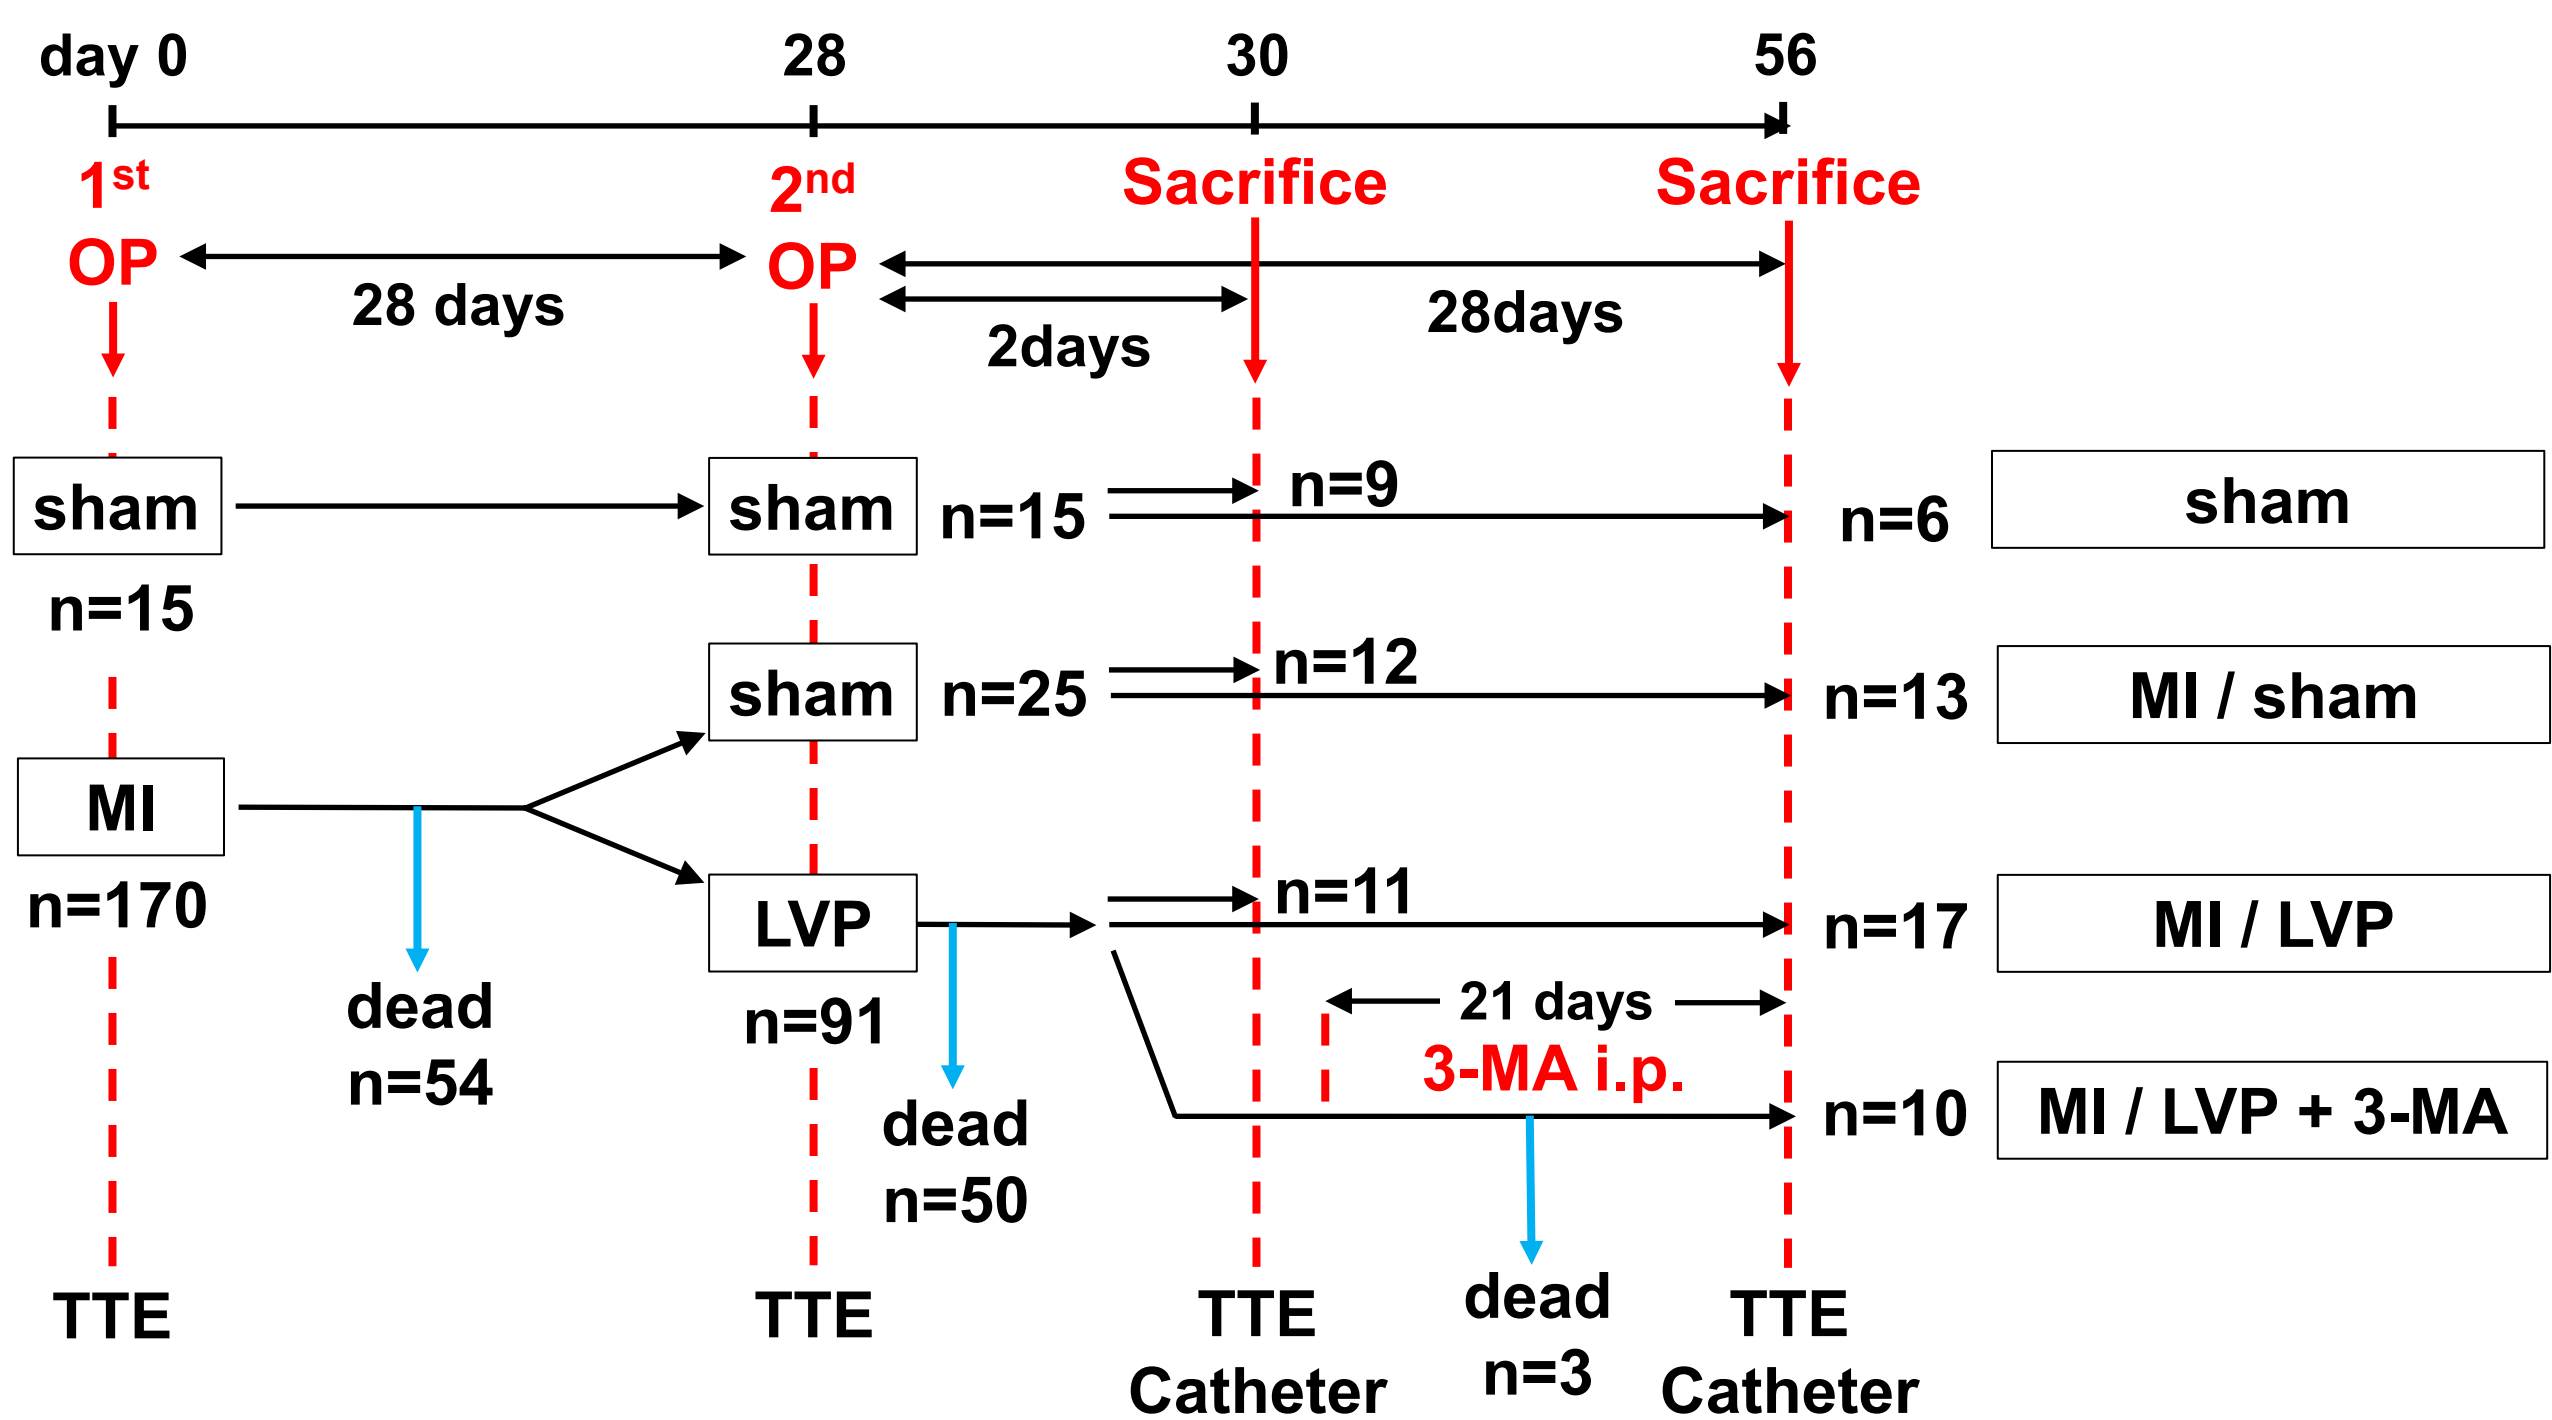 day 0
28
30
56
1st
OP
2nd
OP
Sacrifice
Sacrifice
28 days
2days
28days
sham
n=15
sham
n=15
n=9
n=6
sham
sham
n=25
n=12
n=13
MI / sham
MI
n=170
dead
n=54
LVP
n=91
dead
n=50
n=11
n=17
MI / LVP
21 days
3-MA i.p.
n=10
MI / LVP + 3-MA
dead
n=3
TTE
TTE
TTE
Catheter
TTE
Catheter